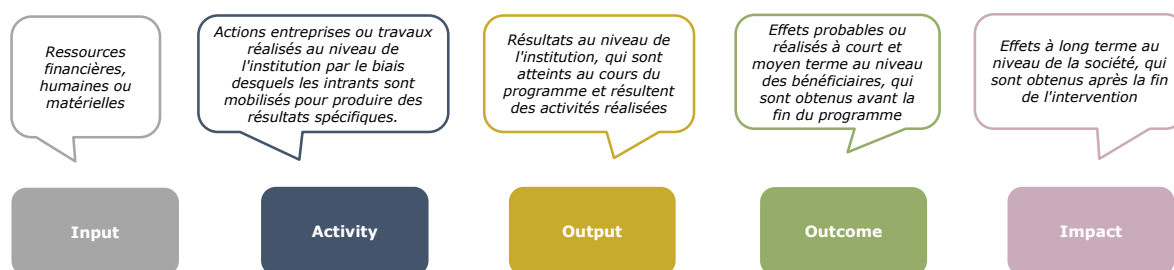 Ressources
financières,
humaines ou
matérielles
Actions entreprises ou travaux
réalisés au niveau de
l'institution par le biais
desquels les intrants sont
mobilisés pour produire des
résultats spécifiques.
Résultats au niveau de
l'institution, qui sont
atteints au cours du
programme et résultent
des activités réalisées
Effets probables ou
réalisés à court et
moyen terme au niveau
des bénéficiaires, qui
sont obtenus avant la
fin du programme
Effets à long terme au
niveau de la société, qui
sont obtenus après la fin
de l'intervention
Input
Activity
Output
Outcome
Impact